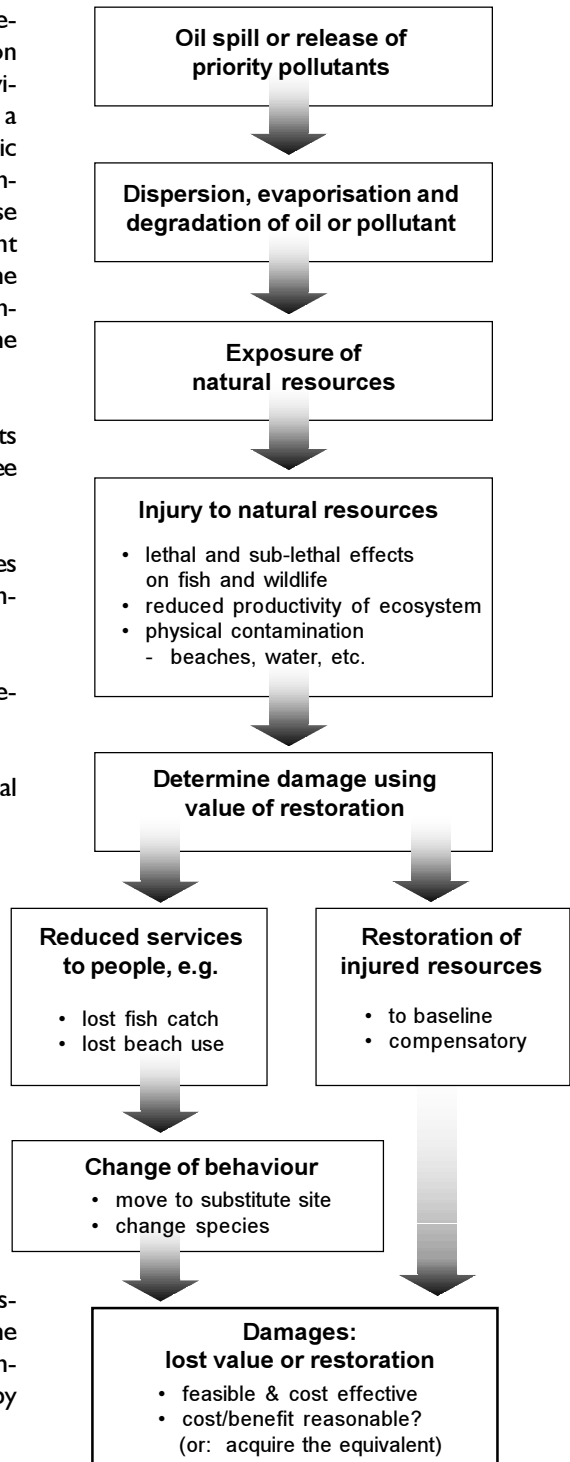 Oil spill or release of
priority pollutants
Dispersion, evaporisation and
degradation of oil or pollutant
Exposure of
natural resources
Injury to natural resources
• lethal and sub-lethal effects
on fish and wildlife
• reduced productivity of ecosystem
• physical contamination
- beaches, water, etc.
Determine damage using
value of restoration
Reduced services
to people, e.g.
• lost fish catch
• lost beach use
Restoration of
injured resources
• to baseline
• compensatory
Change of behaviour
• move to substitute site
• change species
Damages:
lost value or restoration
• feasible & cost effective
• cost/benefit reasonable?
(or: acquire the equivalent)